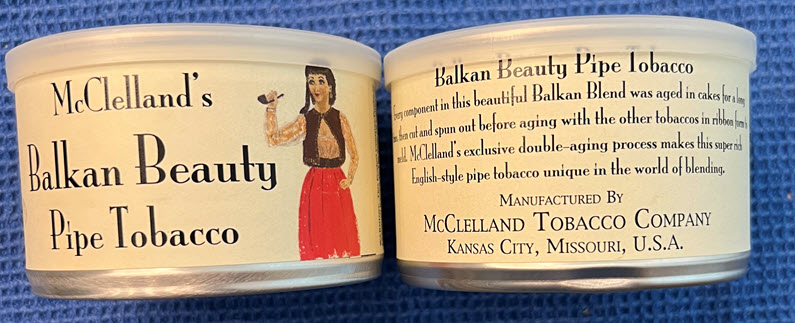 McClelland's
Balkan Beauty
Pipe Tobacco
Balkan Beauty Pipe Tobacco
Every component in this beautiful Balkan Blend was aged in cakes for a long
then cut and spun out before aging with the other tobaccos in ribbon form to
McClelland's exclusive double-aging process makes this super rich
English-style pipe tobacco unique in the world of blending.
Manufactured By
McClelland Tobacco Company
Kansas City, Missouri, U.S.A.